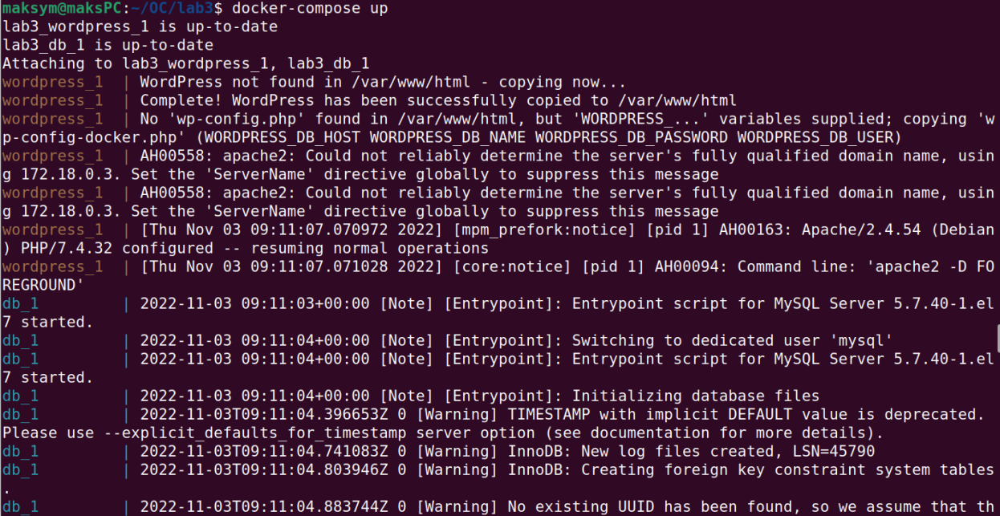 maksym@maksPC:~/OC/lab3$ docker-compose up
lab3_wordpress_1 is up-to-date
lab3_db_1 is up-to-date
Attaching to lab3_wordpress_1, lab3_db_1
wordpress_1  | WordPress not found in /var/www/html - copying now...
wordpress_1  | Complete! WordPress has been successfully copied to /var/www/html
wordpress_1  | No 'wp-config.php' found in /var/www/html, but 'WORDPRESS_...' variables supplied; copying 'w
p-config-docker.php' (WORDPRESS_DB_HOST WORDPRESS_DB_NAME WORDPRESS_DB_PASSWORD WORDPRESS_DB_USER)
wordpress_1  | AH00558: apache2: Could not reliably determine the server's fully qualified domain name, usin
g 172.18.0.3. Set the 'ServerName' directive globally to suppress this message
wordpress_1  | AH00558: apache2: Could not reliably determine the server's fully qualified domain name, usin
g 172.18.0.3. Set the 'ServerName' directive globally to suppress this message
wordpress_1  | [Thu Nov 03 09:11:07.070972 2022] [mpm_prefork:notice] [pid 1] AH00163: Apache/2.4.54 (Debian
) PHP/7.4.32 configured -- resuming normal operations
wordpress_1  | [Thu Nov 03 09:11:07.071028 2022] [core:notice] [pid 1] AH00094: Command line: 'apache2 -D FO
REGROUND'
db_1         | 2022-11-03 09:11:03+00:00 [Note] [Entrypoint]: Entrypoint script for MySQL Server 5.7.40-1.el
7 started.
db_1         | 2022-11-03 09:11:04+00:00 [Note] [Entrypoint]: Switching to dedicated user 'mysql'
db_1         | 2022-11-03 09:11:04+00:00 [Note] [Entrypoint]: Entrypoint script for MySQL Server 5.7.40-1.el
7 started.
db_1         | 2022-11-03 09:11:04+00:00 [Note] [Entrypoint]: Initializing database files
db_1         | 2022-11-03T09:11:04.396653Z 0 [Warning] TIMESTAMP with implicit DEFAULT value is deprecated.
Please use --explicit_defaults_for_timestamp server option (see documentation for more details).
db_1         | 2022-11-03T09:11:04.741083Z 0 [Warning] InnoDB: New log files created, LSN=45790
db_1         | 2022-11-03T09:11:04.803946Z 0 [Warning] InnoDB: Creating foreign key constraint system tables
.
db_1         | 2022-11-03T09:11:04.883744Z 0 [Warning] No existing UUID has been found, so we assume that th